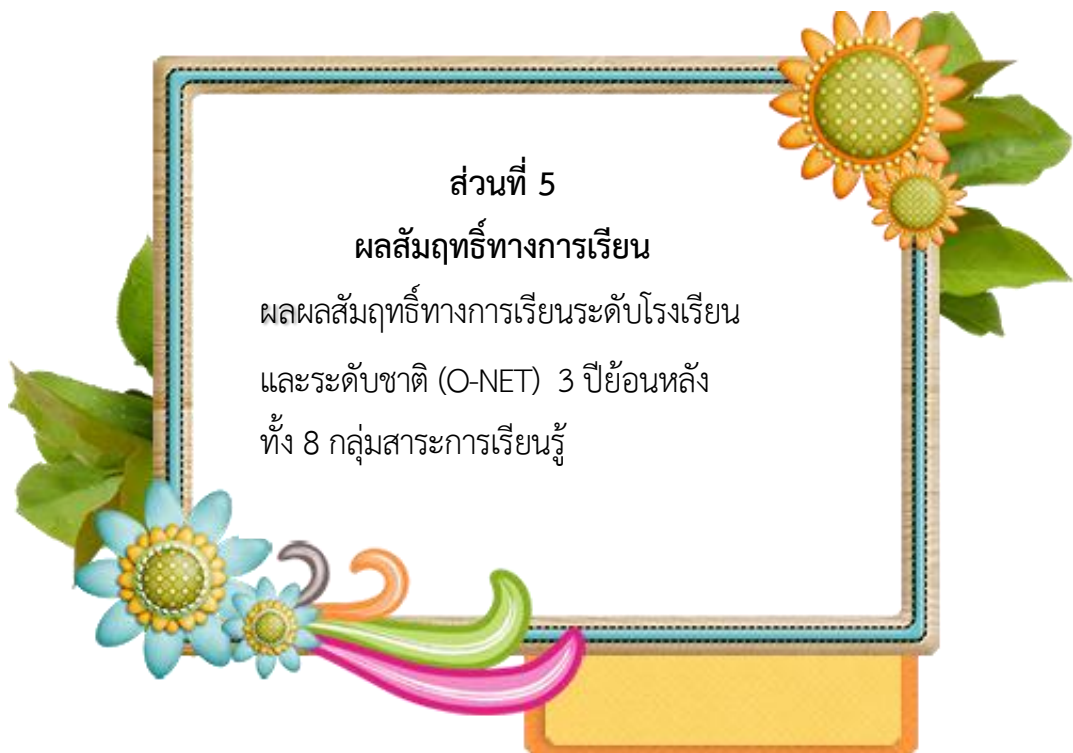 ส่วนที่ 5
ผลสัมฤทธิ์ทางการเรียน
ผลผลสัมฤทธิ์ทางการเรียนระดับโรงเรียน
และระดับชาติ (O-NET) 3 ปีย้อนหลัง
ทั้ง 8 กลุ่มสาระการเรียนรู้